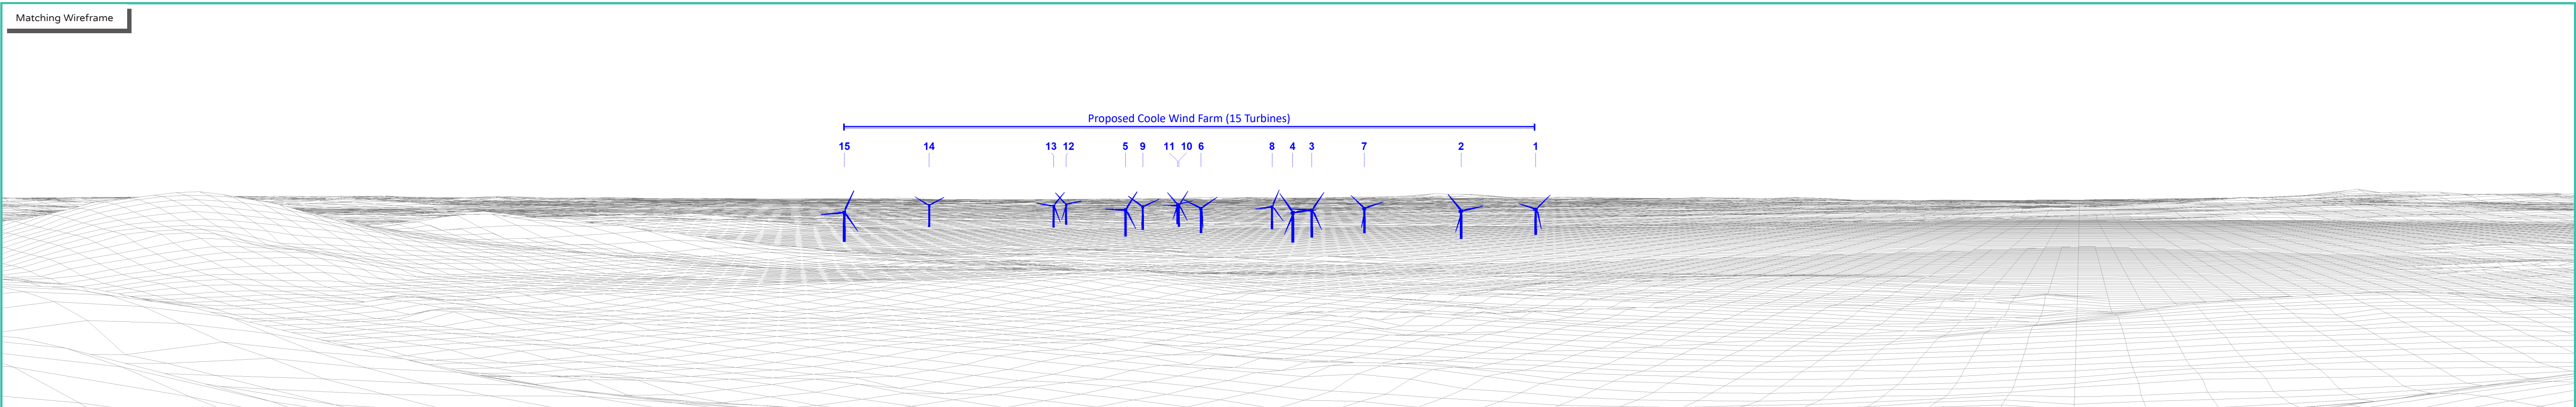 Matching Wireframe
Proposed Coole Wind Farm (15 Turbines)
15 14 13 12 5 9 11 10 6 8 4 3 7 2 1